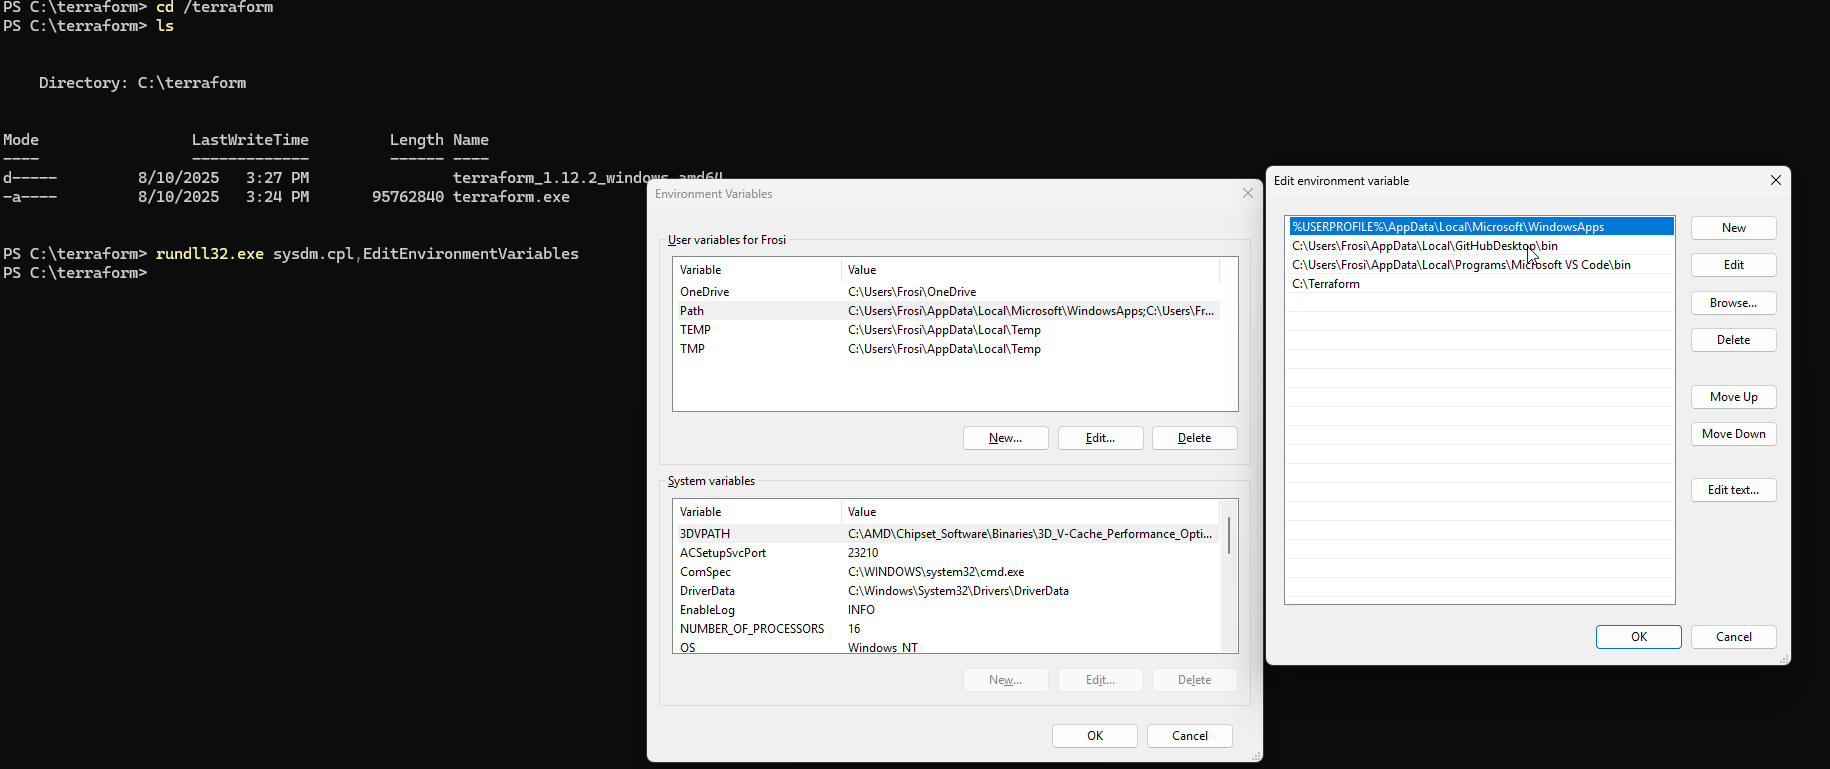 PS C:\terraform> cd /terraform
PS C:\terraform> ls
Directory: C:\terraform
Mode LastWriteTime Length Name
---- ------------- ------ ----
d----- 8/10/2025 3:27 PM terraform_1.12.2_windows_amd64
-a---- 8/10/2025 3:24 PM 95762840 terraform.exe
PS C:\terraform> rundll32.exe sysdm.cpl,EditEnvironmentVariables
PS C:\terraform>
Environment Variables
User variables for Frosi
Variable Value
OneDrive C:\Users\Frosi\OneDrive
Path C:\Users\Frosi\AppData\Local\Microsoft\WindowsApps;C:\Users\Fr...
TEMP C:\Users\Frosi\AppData\Local\Temp
TMP C:\Users\Frosi\AppData\Local\Temp
New... Edit... Delete
System variables
Variable Value
3DVPATH C:\AMD\Chipset_Software\Binaries\3D_V-Cache_Performance_Opti...
ACSetupSvcPort 23210
ComSpec C:\WINDOWS\system32\cmd.exe
DriverData C:\Windows\System32\Drivers\DriverData
EnableLog INFO
NUMBER_OF_PROCESSORS 16
OS Windows_NT
New... Edit... Delete
OK Cancel
Edit environment variable
%USERPROFILE%\AppData\Local\Microsoft\WindowsApps
C:\Users\Frosi\AppData\Local\GitHubDesktop\bin
C:\Users\Frosi\AppData\Local\Programs\Microsoft VS Code\bin
C:\Terraform
New
Edit
Browse...
Delete
Move Up
Move Down
Edit text...
OK Cancel